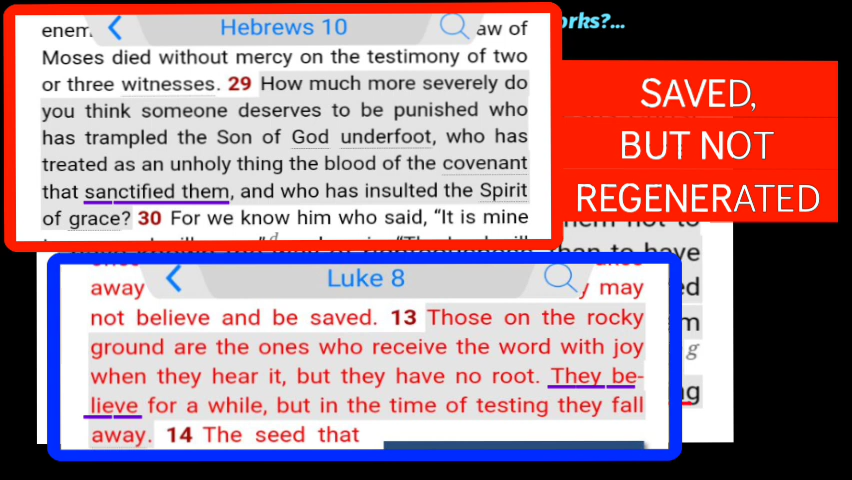 orks?...
Hebrews 10
enem
aw of
Moses died without mercy on the testimony of two
or three witnesses. 29 How much more severely do
you think someone deserves to be punished who
has trampled the Son of God underfoot, who has
treated as an unholy thing the blood of the covenant
that sanctified them, and who has insulted the Spirit
of grace? 30 For we know him who said, “It is mine
SAVED,
BUT NOT
REGENERATED
than to have
Luke 8
away
y may
not believe and be saved. 13 Those on the rocky
ground are the ones who receive the word with joy
when they hear it, but they have no root. They be-
lieve for a while, but in the time of testing they fall
away. 14 The seed that
ed
m
g
ng